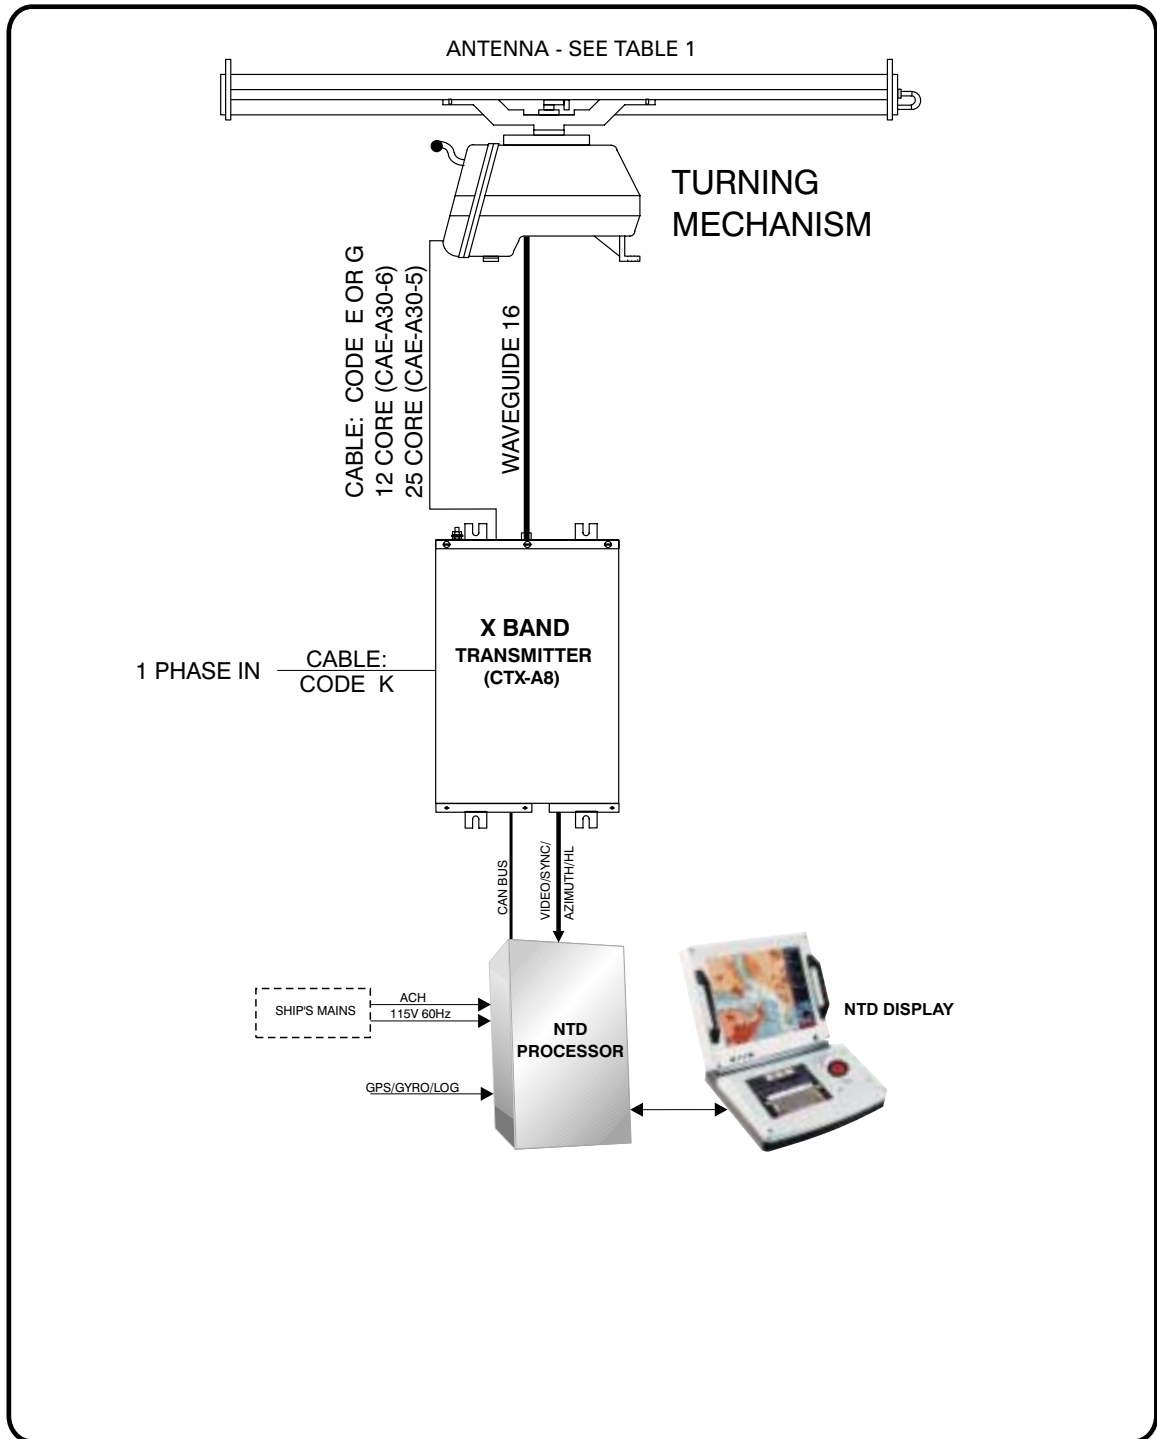 ANTENNA - SEE TABLE 1
TURNING
MECHANISM
CABLE: CODE E OR G
12 CORE (CAE-A30-6)
25 CORE (CAE-A30-5)
WAVEGUIDE 16
X BAND
TRANSMITTER
(CTX-A8)
1 PHASE IN
CABLE:
CODE K
CAN BUS
VIDEO/SYNC/
AZIMUTH/HL
SHIP'S MAINS
ACH
115V 60Hz
GPS/GYRO/LOG
NTD
PROCESSOR
NTD DISPLAY